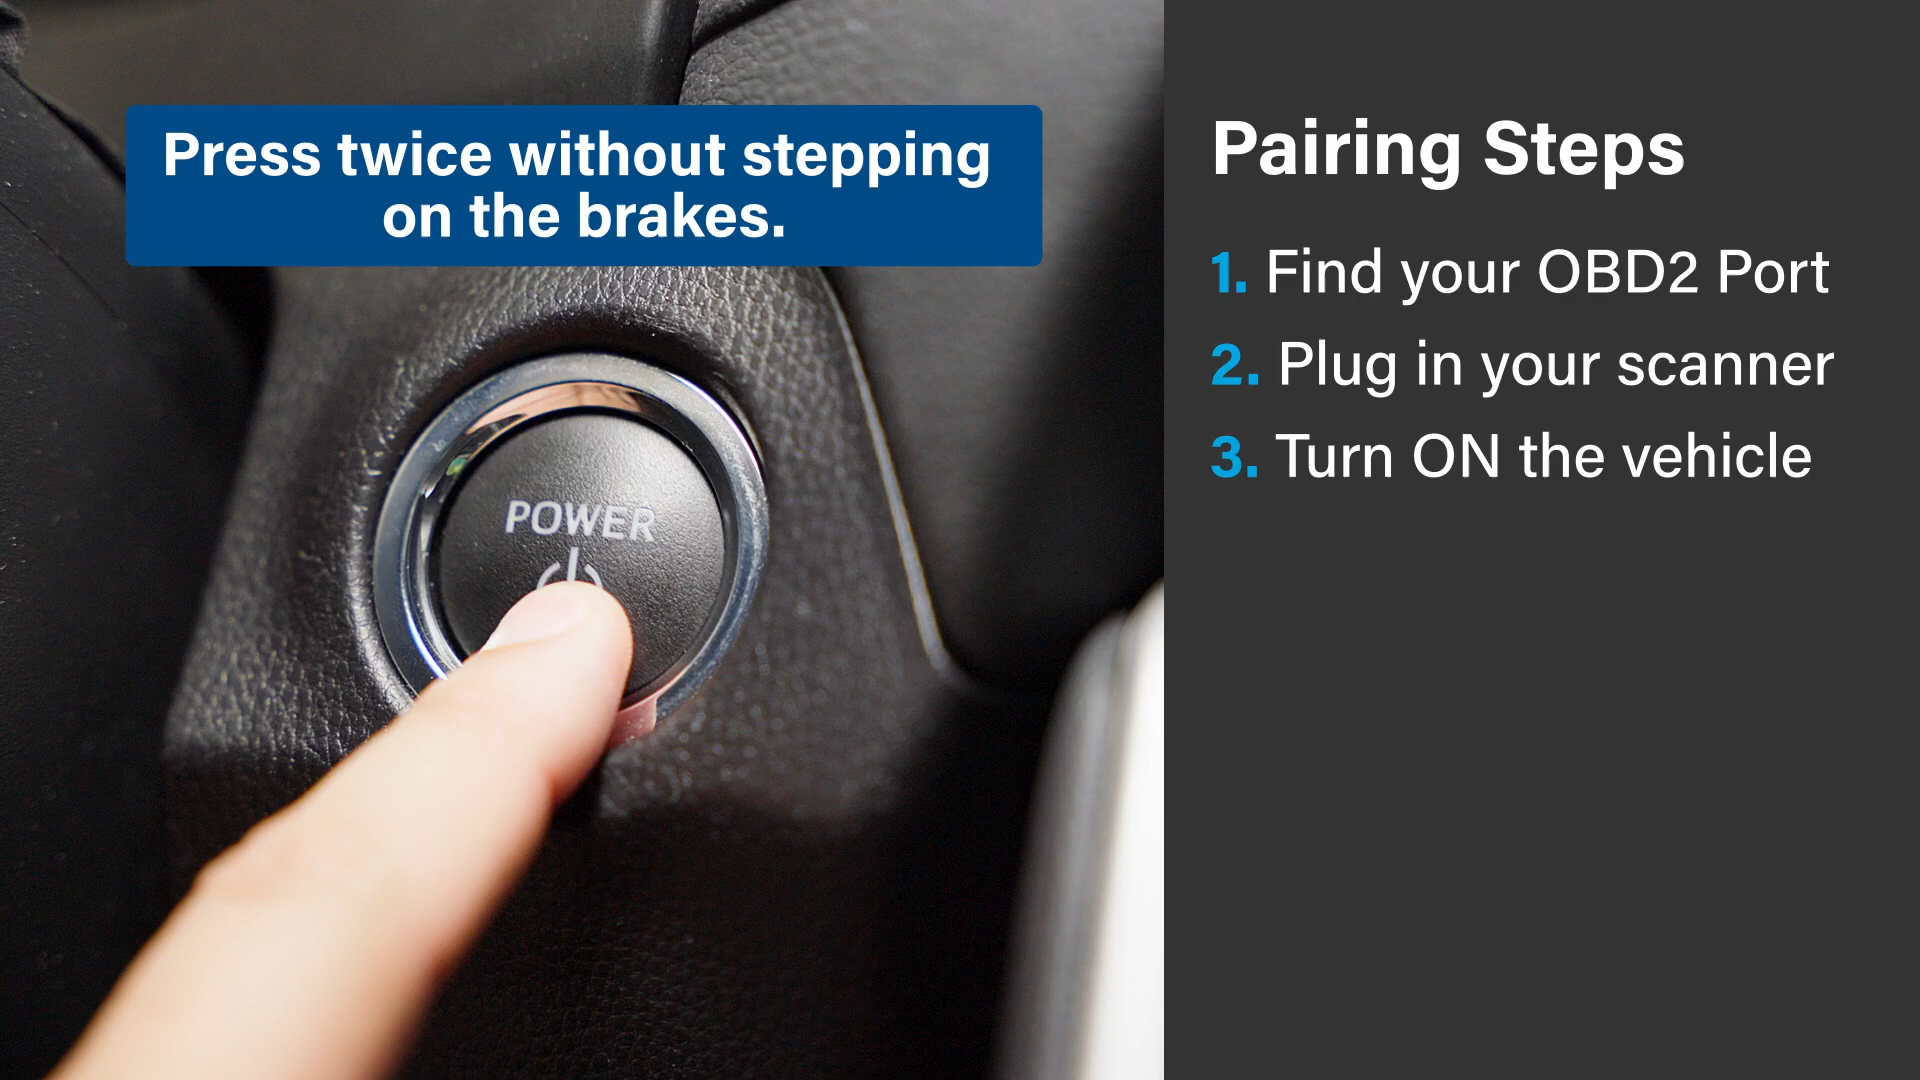 Press twice without stepping
on the brakes.
POWER
Pairing Steps
1. Find your OBD2 Port
2. Plug in your scanner
3. Turn ON the vehicle